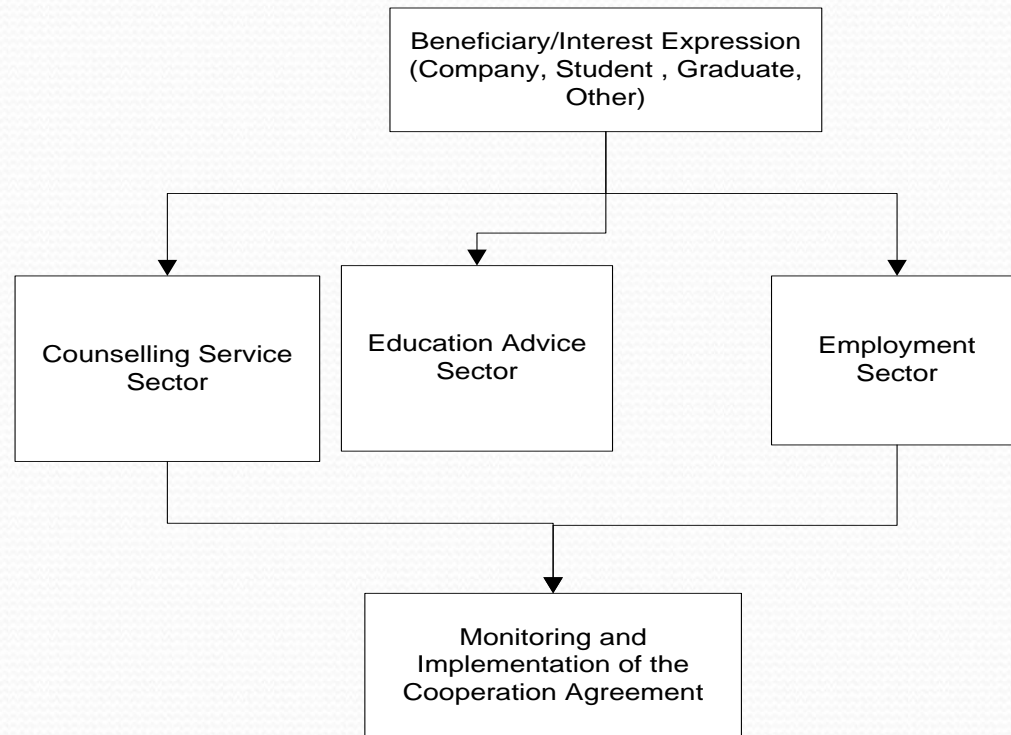 Beneficiary/Interest Expression
(Company, Student , Graduate,
Other)
Counselling Service
Sector
Education Advice
Sector
Employment
Sector
Monitoring and
Implementation of the
Cooperation Agreement